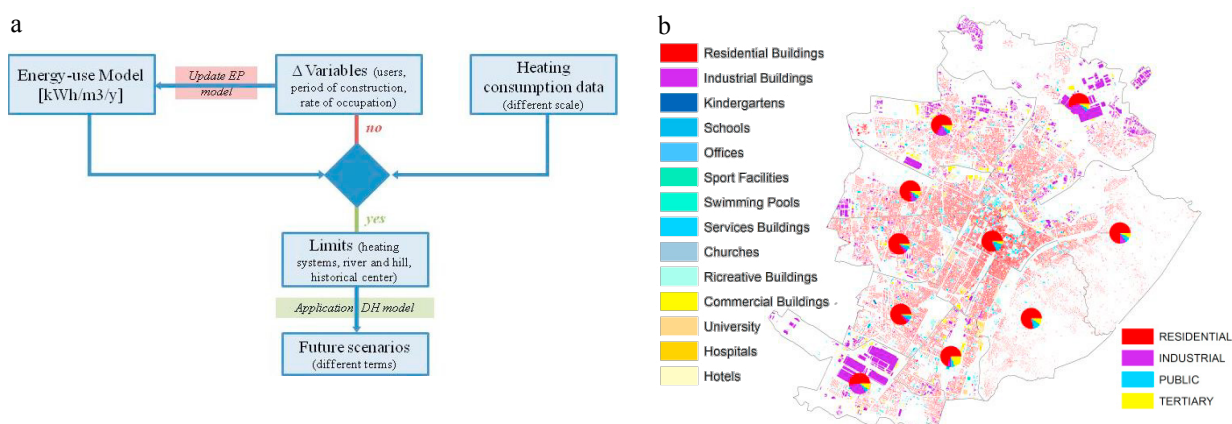 a
Energy-use Model
[kWh/m3/y]
Update EP
model
Δ Variables (users,
period of construction,
rate of occupation)
Heating
consumption data
(different scale)
no
yes
Limits (heating
systems, river and hill,
historical center)
Application DH model
Future scenarios
(different terms)
b
Residential Buildings
Industrial Buildings
Kindergartens
Schools
Offices
Sport Facilities
Swimming Pools
Services Buildings
Churches
Ricreative Buildings
Commercial Buildings
University
Hospitals
Hotels
RESIDENTIAL
INDUSTRIAL
PUBLIC
TERTIARY